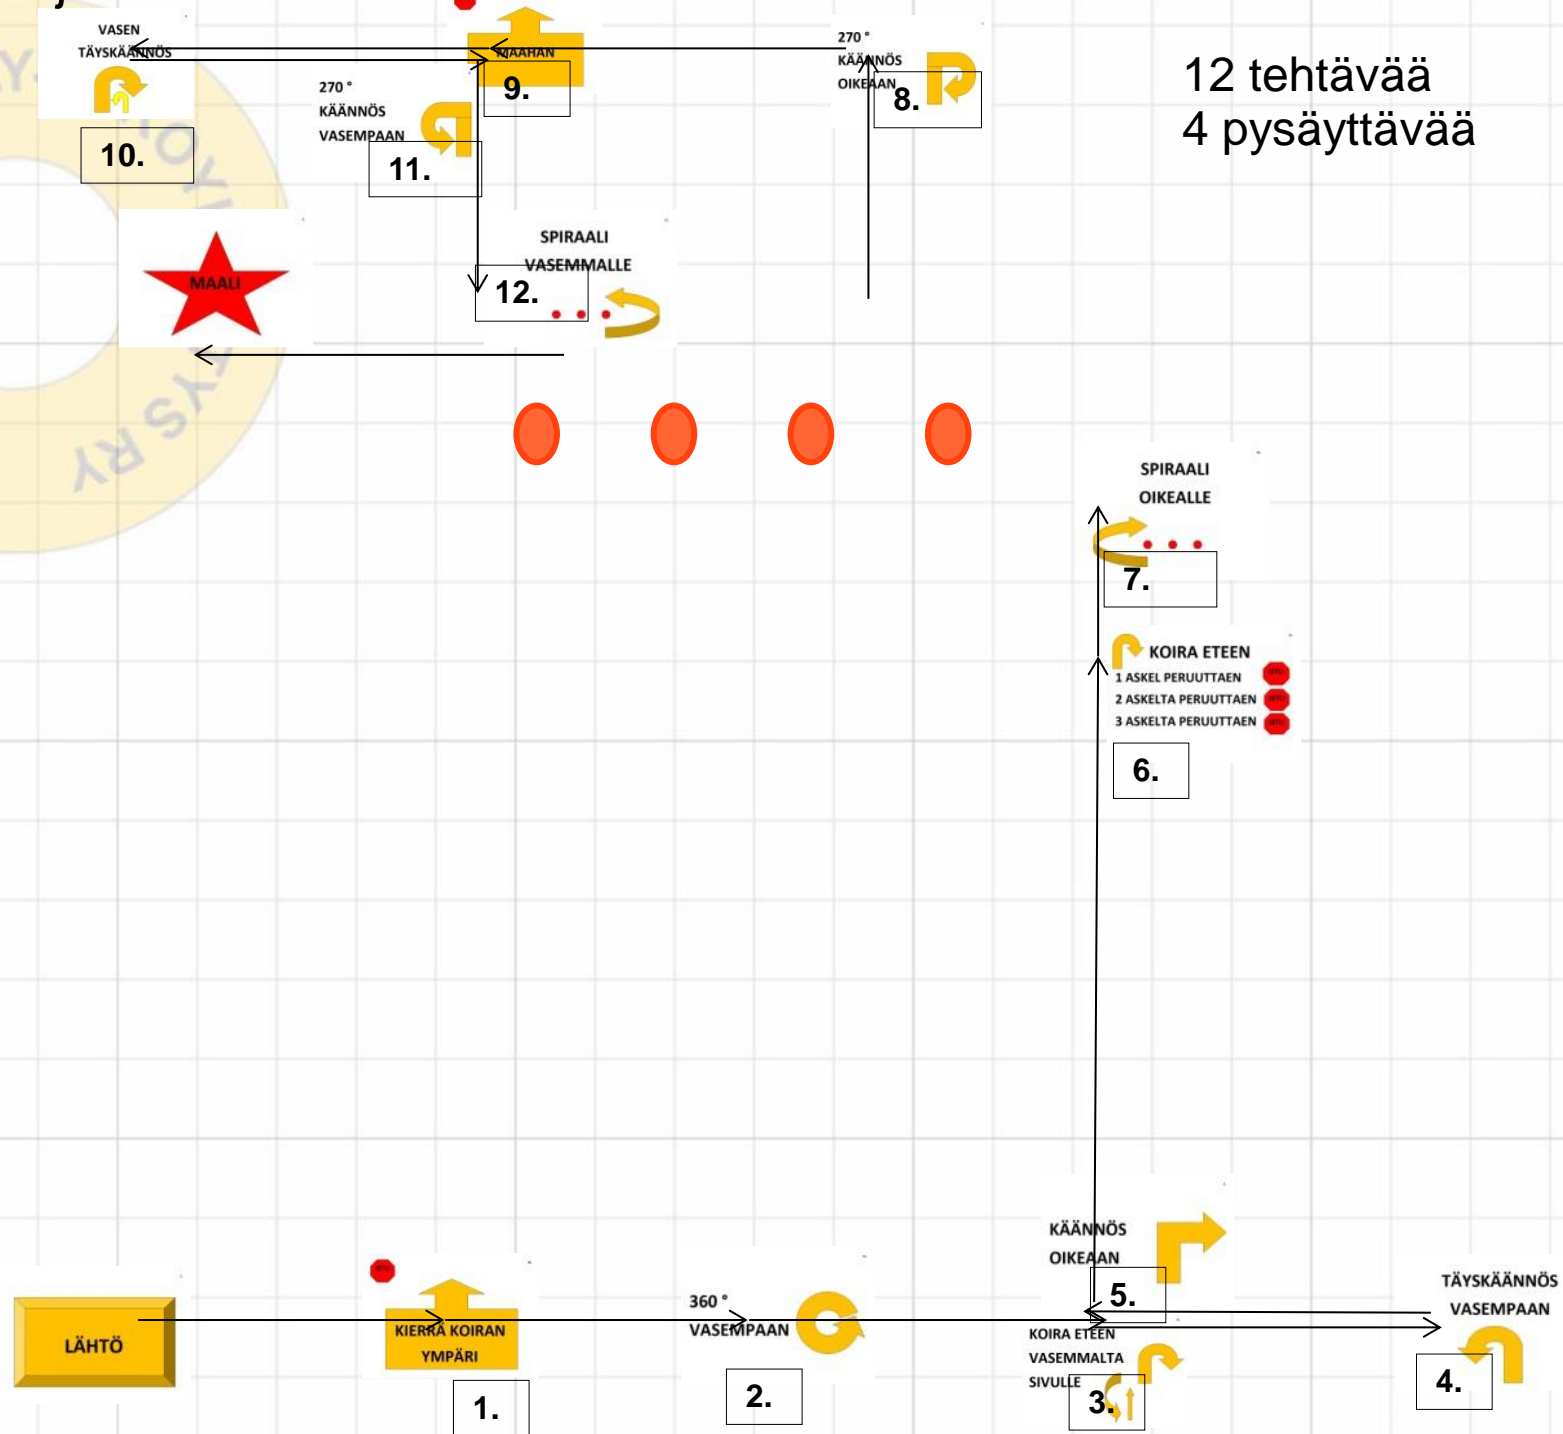 VASEN
TÄYSKÄÄNNÖS
10.
270 °
KÄÄNNÖS
VASEMPAAN
11.
MAAHAN
9.
270 °
KÄÄNNÖS
OIKEAAN
8.
12 tehtävää
4 pysäyttävää
MAALI
SPIRAALI
VASEMMALLE
12.
YS RY
SPIRAALI
OIKEALLE
7.
KOIRA ETEEN
1 ASKEL PERUUTTAEN
2 ASKELTA PERUUTTAEN
3 ASKELTA PERUUTTAEN
6.
KÄÄNNÖS
OIKEAAN
5.
LÄHTÖ
KIERRÄ KOIRAN
YMPÄRI
1.
360 °
VASEMPAAN
2.
KOIRA ETEEN
VASEMMALTA
SIVULLE
3.
TÄYSKÄÄNNÖS
VASEMPAAN
4.